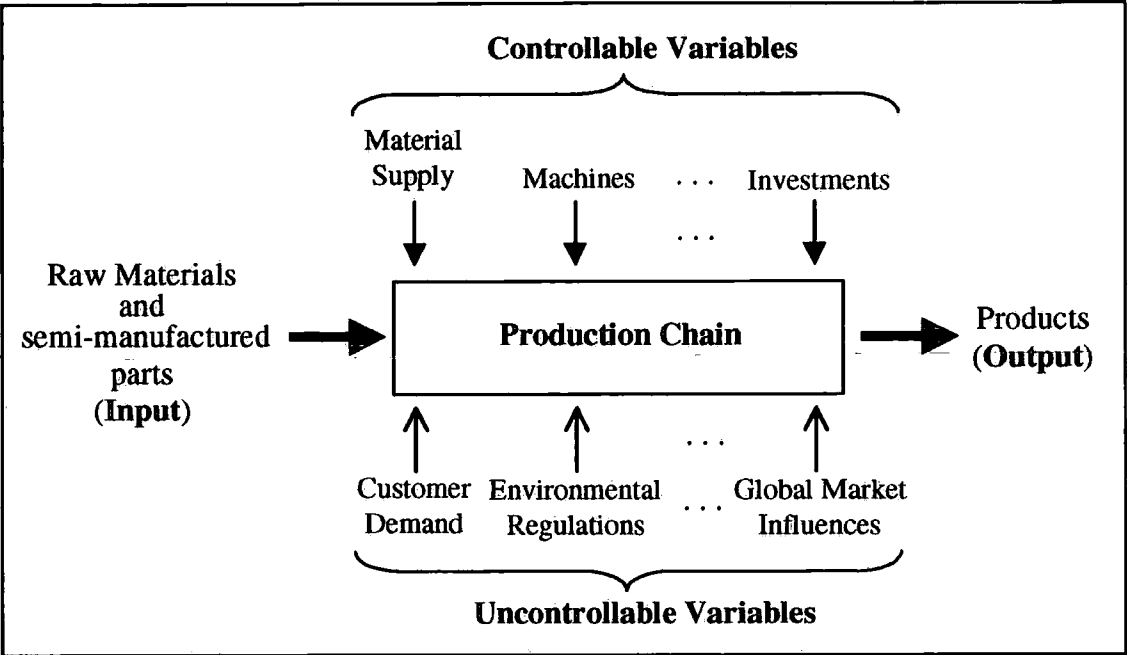 Controllable Variables
Material
Supply
Machines
. . .
Investments
. . .
Raw Materials
and
semi-manufactured
parts
(Input)
Production Chain
Products
(Output)
. . .
Customer
Demand
Environmental
Regulations
. . .
Global Market
Influences
Uncontrollable Variables